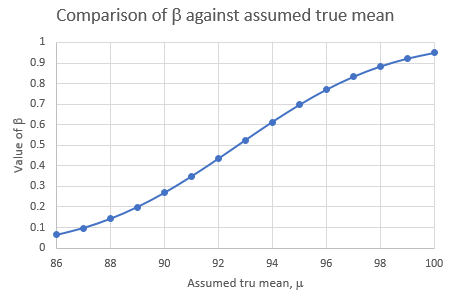 Comparison of β against assumed true mean
1
0.9
0.8
0.7
0.6
0.5
0.4
0.3
0.2
0.1
0
Value of β
86 88 90 92 94 96 98 100
Assumed tru mean, µ